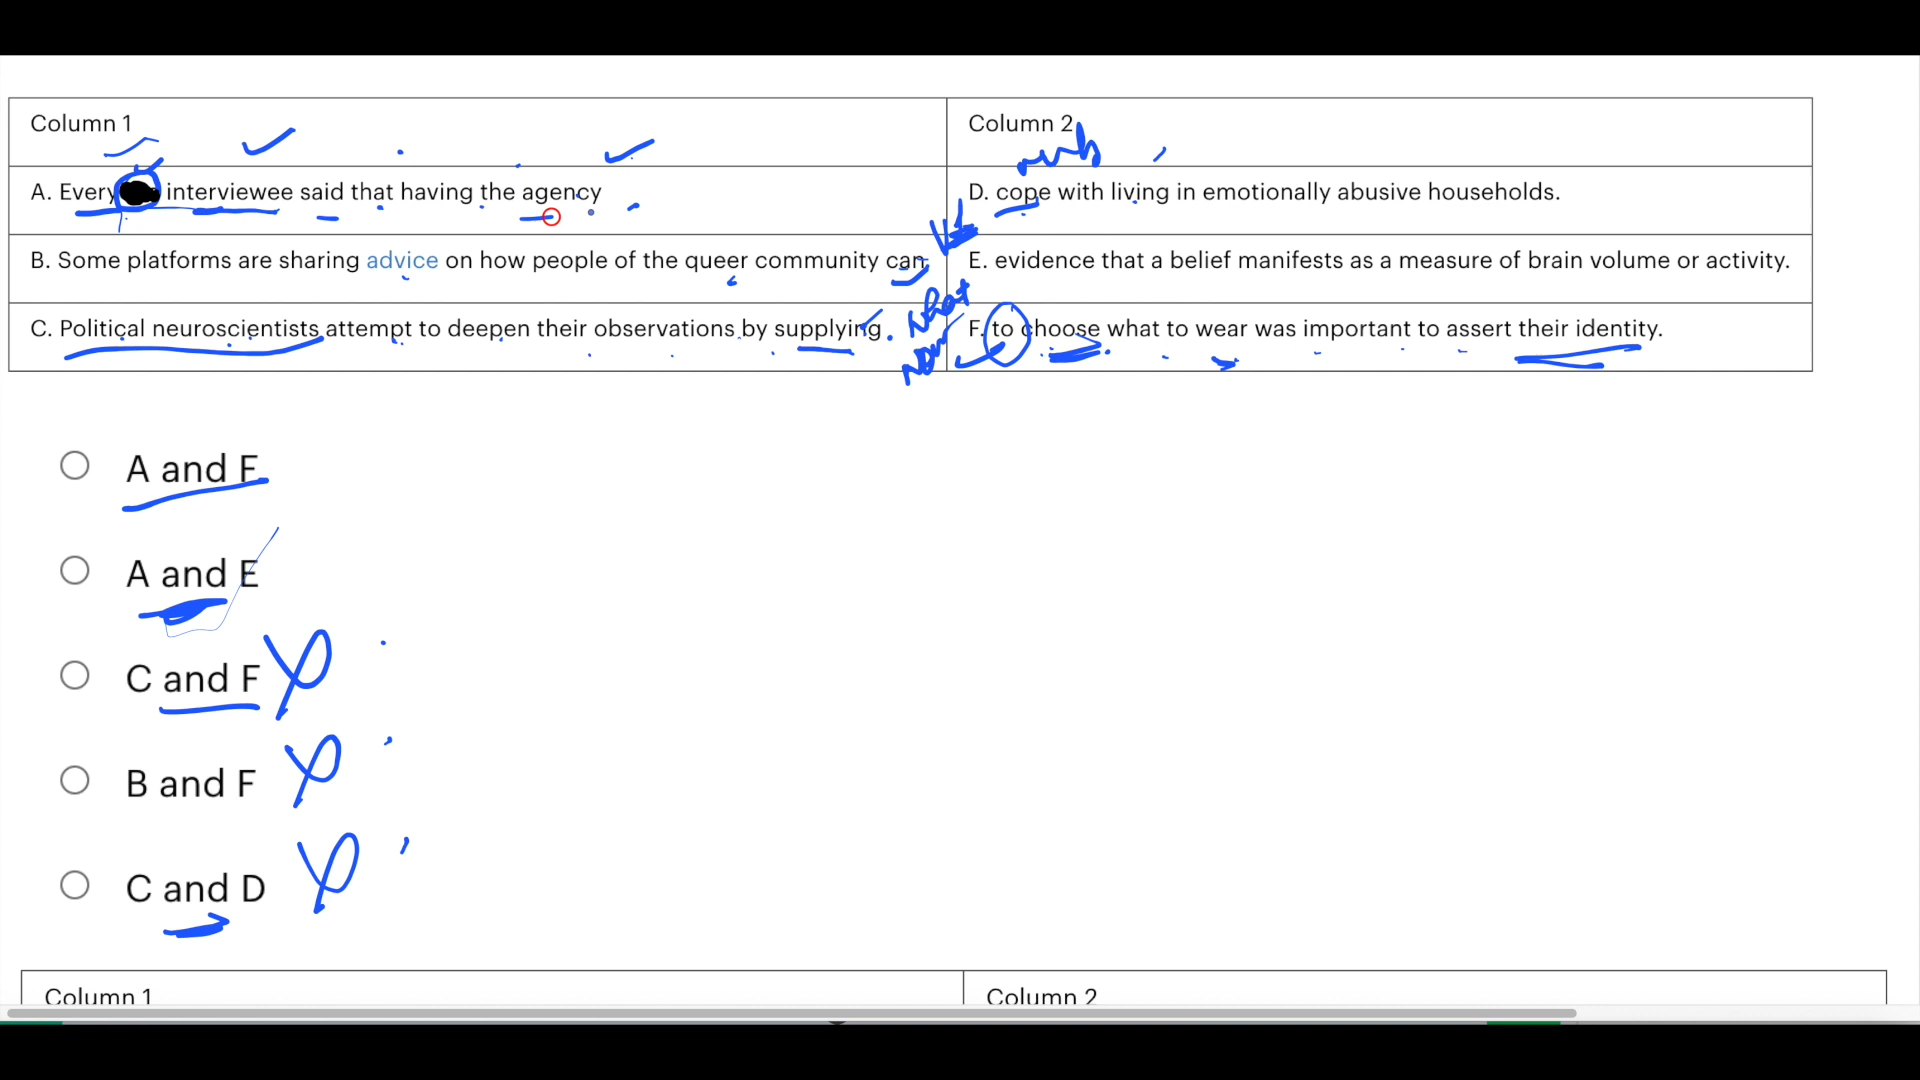 Column 1
Column 2
A. Every interviewee said that having the agency
D. cope with living in emotionally abusive households.
B. Some platforms are sharing advice on how people of the queer community can,
E. evidence that a belief manifests as a measure of brain volume or activity.
C. Political neuroscientists attempt to deepen their observations by supplying.
F. to choose what to wear was important to assert their identity.
A and F
A and E
C and F
B and F
C and D
Column 1
Column 2